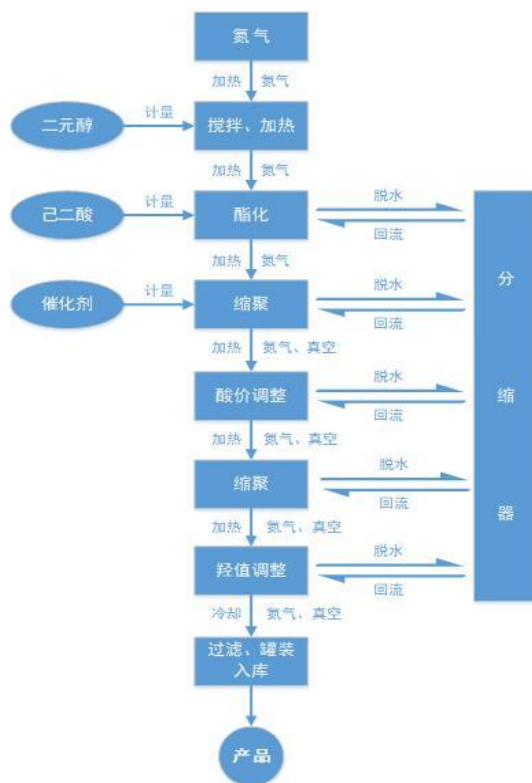 氮气
加热 氮气
二元醇
计量
搅拌、加热
加热 氮气
己二酸
计量
酯化
脱水
回流
加热 氮气
催化剂
计量
缩聚
脱水
回流
加热 氮气、真空
酸价调整
脱水
回流
加热 氮气、真空
缩聚
脱水
回流
加热 氮气、真空
羟值调整
脱水
回流
冷却 氮气、真空
过滤、罐装
入库
产品
分
缩
器